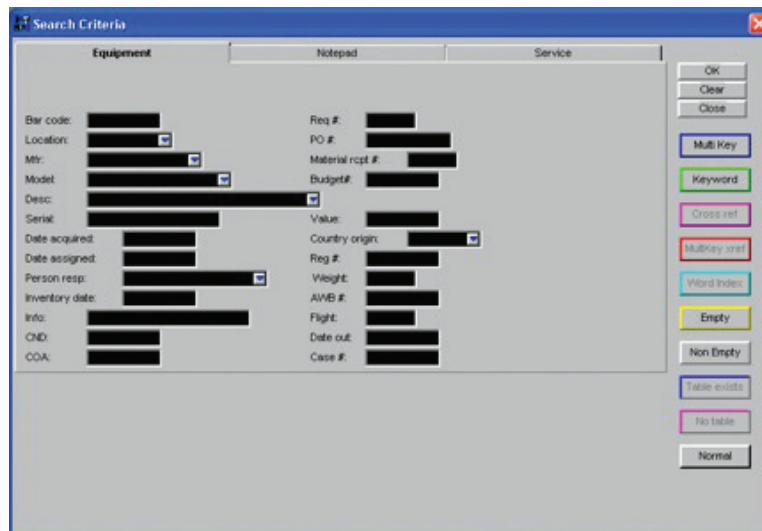 Search Criteria
Equipment Notepad Service
OK
Clear
Close
Bar code: Req #:
Location: PO #:
Mfr: Material rcpt #:
Model: Budget#:
Desc:
Serial: Value:
Date acquired: Country origin:
Date assigned: Reg #:
Person resp: Weight:
Inventory date: AWB #:
Info: Flight:
CND: Date out:
COA: Case #:
Multi Key
Keyword
Cross ref
MultiKey xref
Word Index
Empty
Non Empty
Table exists
No table
Normal